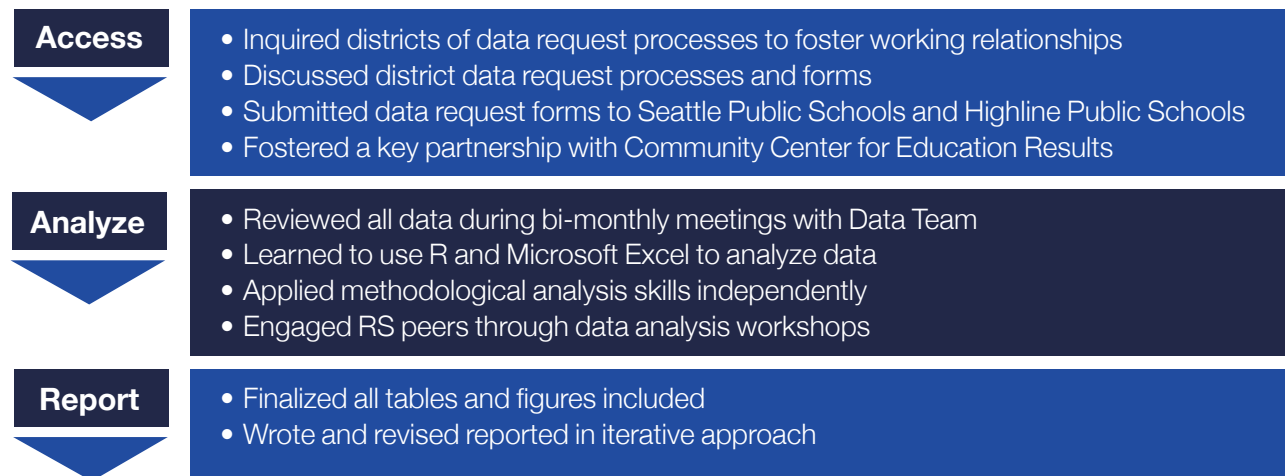 Access
• Inquired districts of data request processes to foster working relationships
• Discussed district data request processes and forms
• Submitted data request forms to Seattle Public Schools and Highline Public Schools
• Fostered a key partnership with Community Center for Education Results
Analyze
• Reviewed all data during bi-monthly meetings with Data Team
• Learned to use R and Microsoft Excel to analyze data
• Applied methodological analysis skills independently
• Engaged RS peers through data analysis workshops
Report
• Finalized all tables and figures included
• Wrote and revised reported in iterative approach